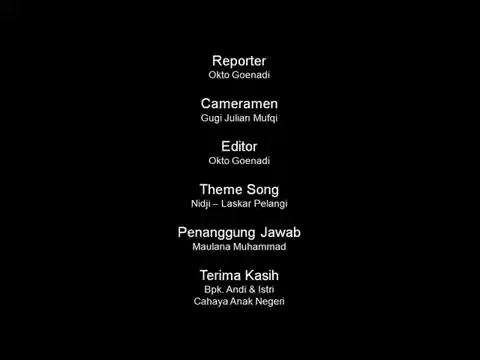 Reporter
Okto Goenadi
Cameramen
Gugi Julian Mufqi
Editor
Okto Goenadi
Theme Song
Nidji – Laskar Pelangi
Penanggung Jawab
Maulana Muhammad
Terima Kasih
Bpk. Andi & Istri
Cahaya Anak Negeri